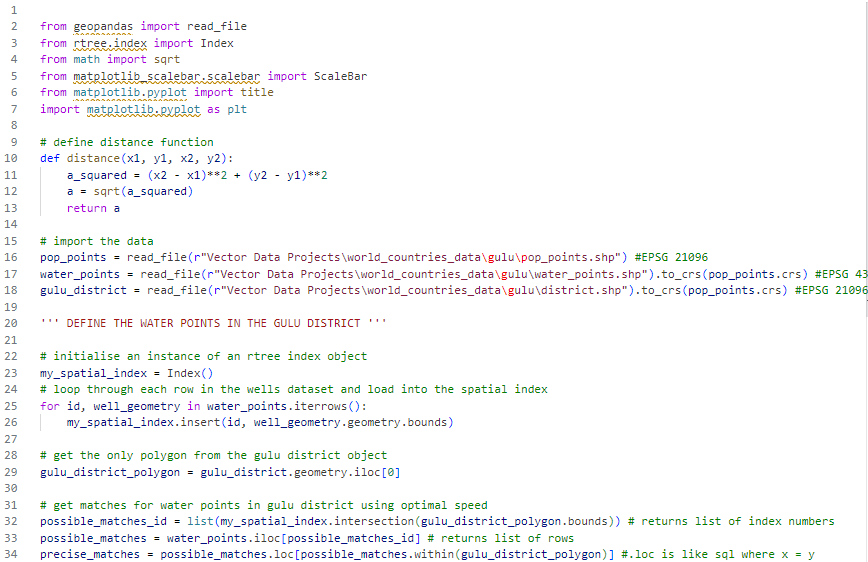 1
2 from geopandas import read_file
3 from rtree.index import Index
4 from math import sqrt
5 from matplotlib_scalebar.scalebar import ScaleBar
6 from matplotlib.pyplot import title
7 import matplotlib.pyplot as plt
8
9 # define distance function
10 def distance(x1, y1, x2, y2):
11     a_squared = (x2 - x1)**2 + (y2 - y1)**2
12     a = sqrt(a_squared)
13     return a
14
15 # import the data
16 pop_points = read_file(r"Vector Data Projects\world_countries_data\gulu\pop_points.shp") #EPSG 21096
17 water_points = read_file(r"Vector Data Projects\world_countries_data\gulu\water_points.shp").to_crs(pop_points.crs) #EPSG 43
18 gulu_district = read_file(r"Vector Data Projects\world_countries_data\gulu\district.shp").to_crs(pop_points.crs) #EPSG 21096
19
20 ''' DEFINE THE WATER POINTS IN THE GULU DISTRICT '''
21
22 # initialise an instance of an rtree index object
23 my_spatial_index = Index()
24 # loop through each row in the wells dataset and load into the spatial index
25 for id, well_geometry in water_points.iterrows():
26     my_spatial_index.insert(id, well_geometry.geometry.bounds)
27
28 # get the only polygon from the gulu district object
29 gulu_district_polygon = gulu_district.geometry.iloc[0]
30
31 # get matches for water points in gulu district using optimal speed
32 possible_matches_id = list(my_spatial_index.intersection(gulu_district_polygon.bounds)) # returns list of index numbers
33 possible_matches = water_points.iloc[possible_matches_id] # returns list of rows
34 precise_matches = possible_matches.loc[possible_matches.within(gulu_district_polygon)] #.loc is like sql where x = y